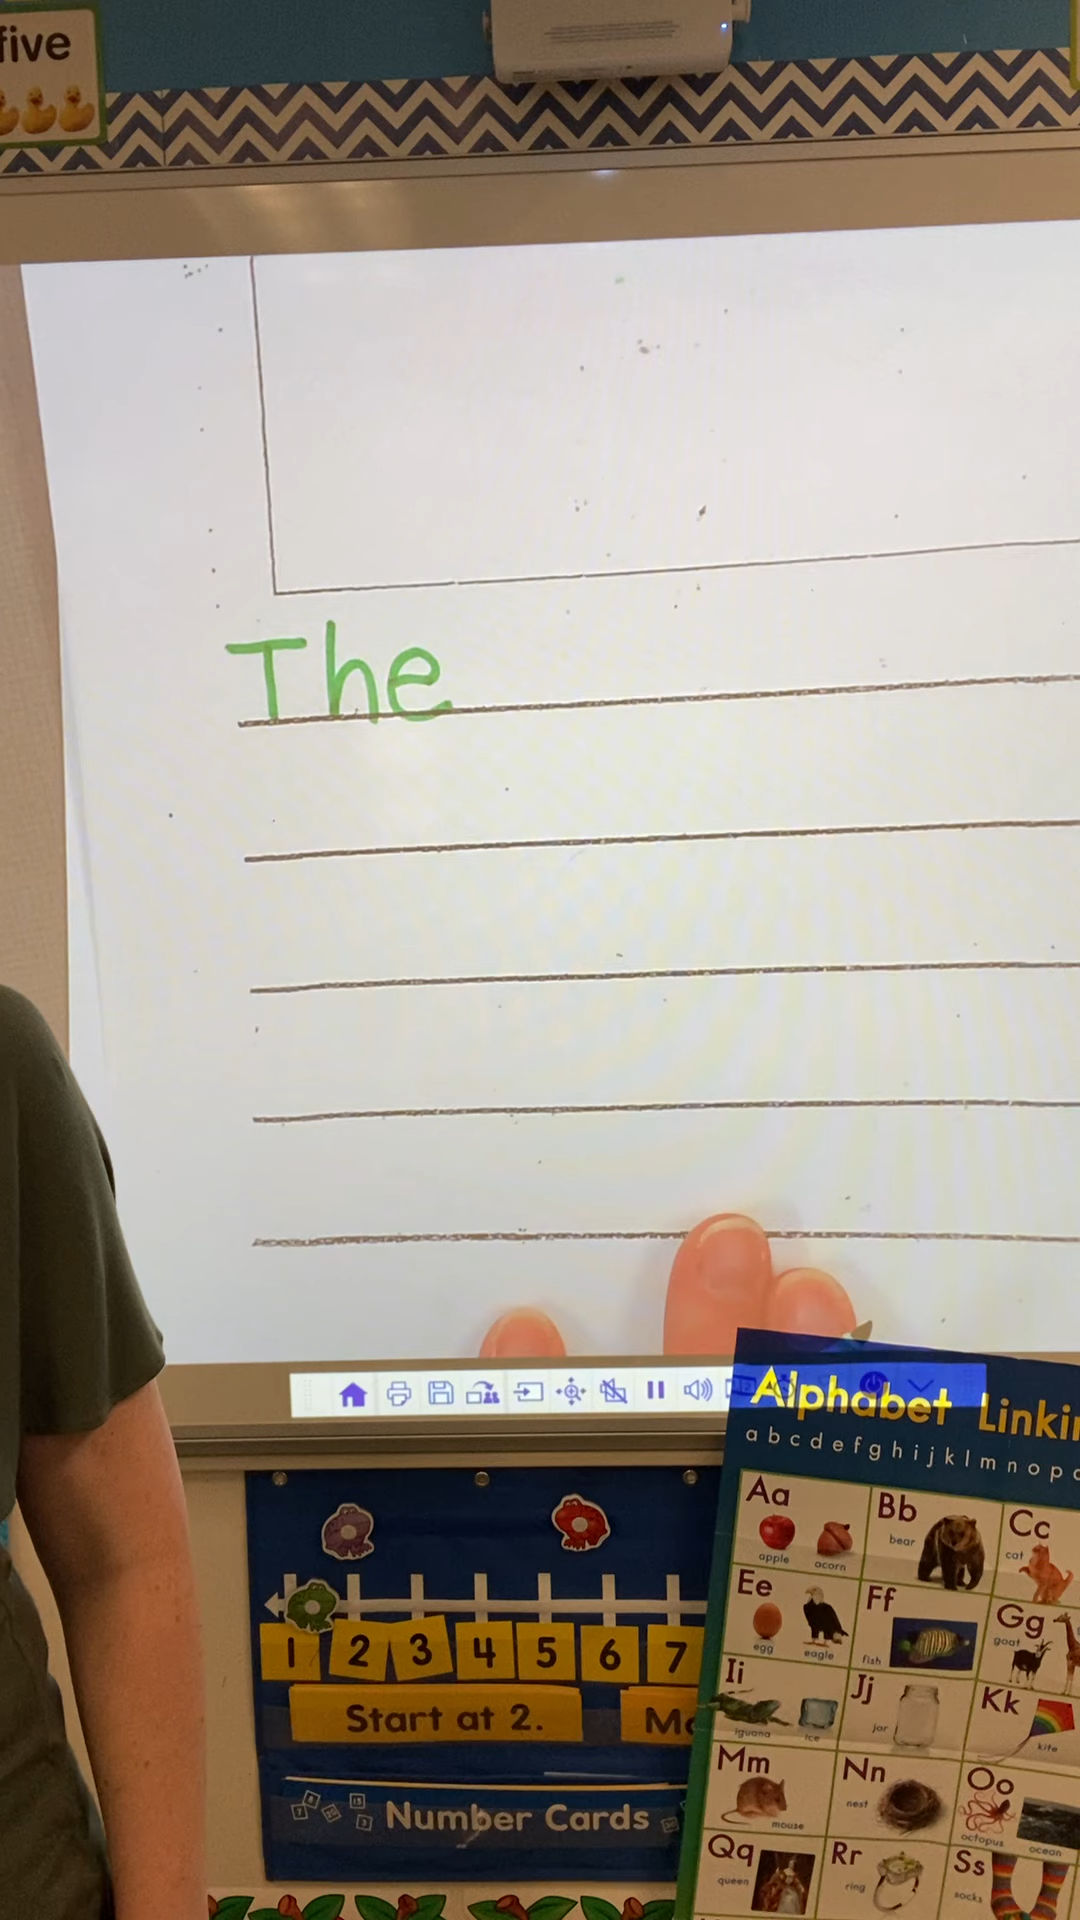 five
The
Alphabet Linki
a b c d e f g h i j k l m n o p
Aa
apple
acorn
Bb
bear
Cc
cat
Ee
egg
eagle
Ff
fish
Gg
goat
Ii
iguana
ice
Jj
jar
Kk
kite
Mm
mouse
Nn
nest
Oo
octopus
ocean
Qq
queen
Rr
ring
Ss
socks
1 2 3 4 5 6 7
Start at 2.
Number Cards